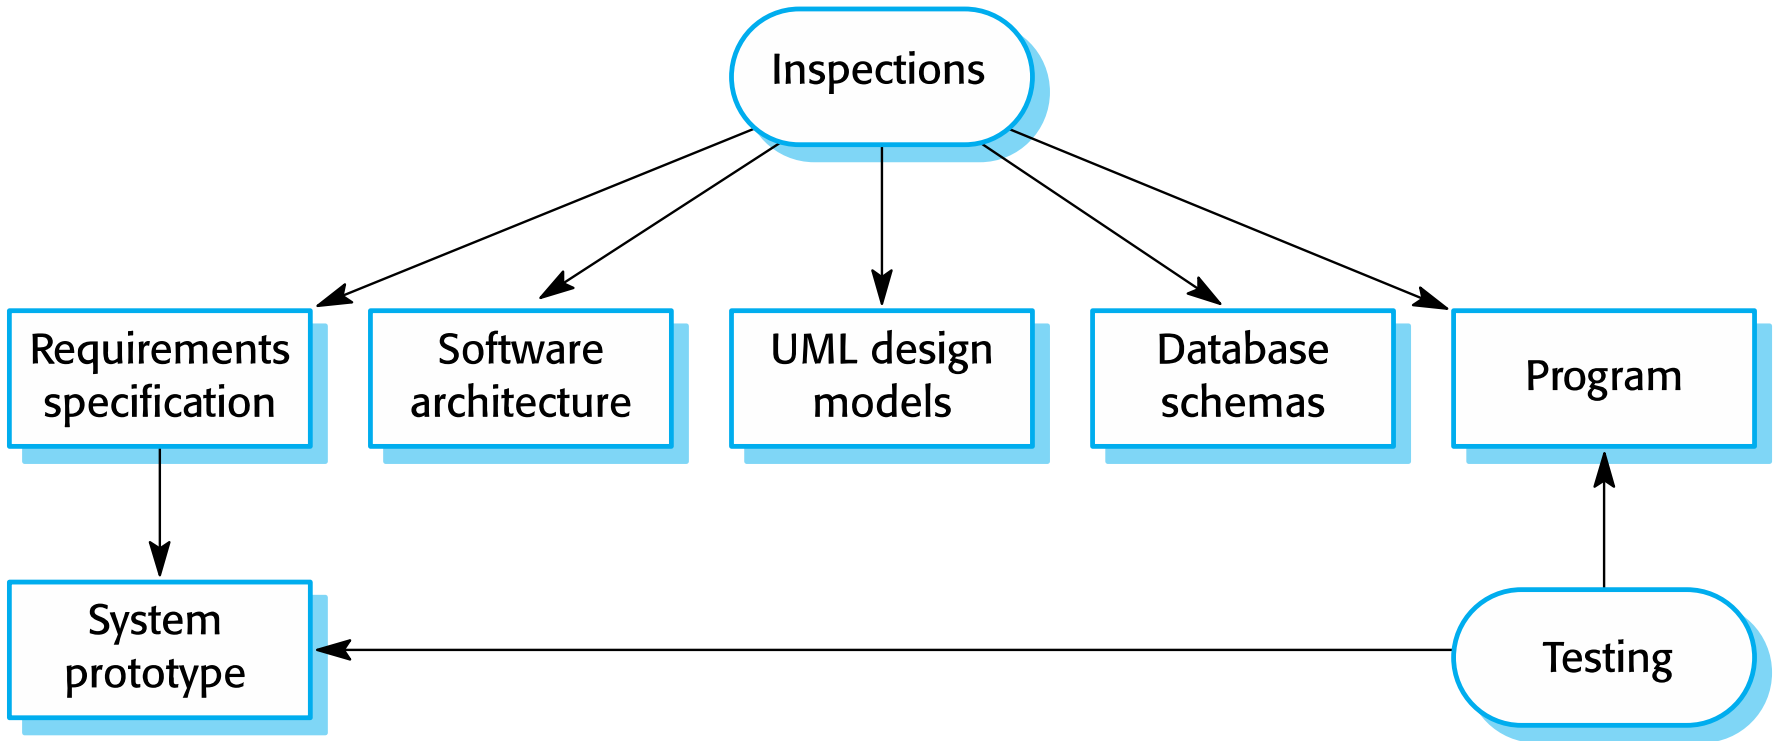 Inspections
Requirements
specification
Software
architecture
UML design
models
Database
schemas
Program
System
prototype
Testing